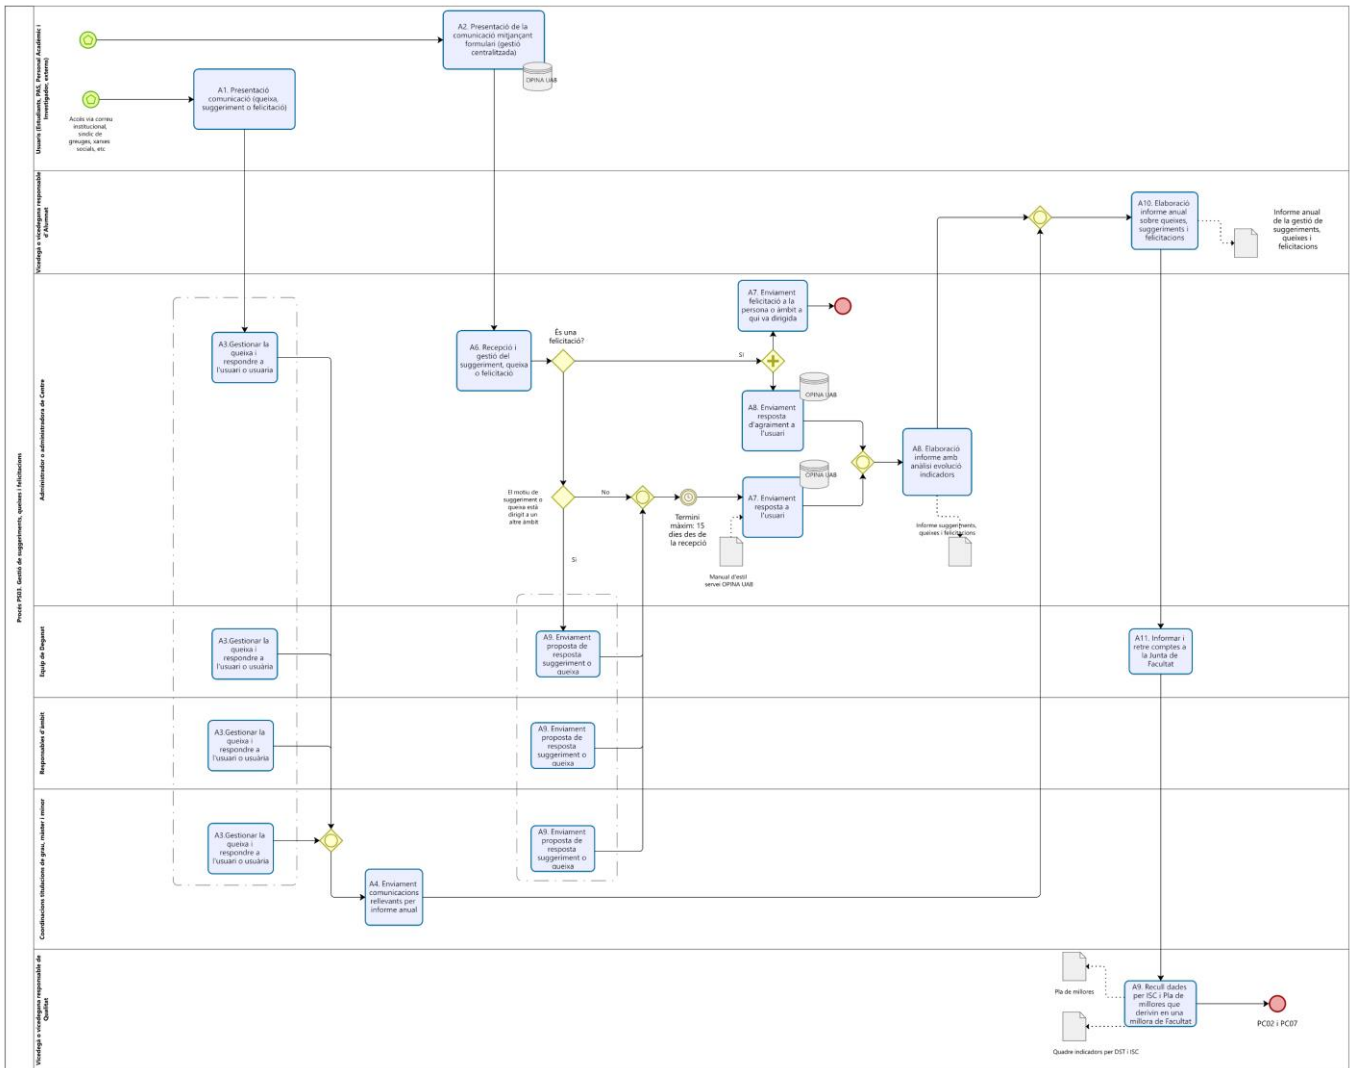 Procés PS03. Gestió de suggeriments, queixes i felicitacions
Usuaris (Estudiants, PAS, Personal Acadèmic i
Investigador, externs)
A2. Presentació de la
comunicació mitjançant
formulari (gestió
centralitzada)
OPINA UAB
A1. Presentació
comunicació (queixa,
suggeriment o felicitació)
Accés via correu
institucional,
síndic de
greuges, xarxes
socials, etc
Vicedegà o vicedegana responsable
d'Alumnat
A10. Elaboració
informe anual
sobre queixes,
suggeriments i
felicitacions
Informe anual
de la gestió de
suggeriments,
queixes i
felicitacions
Administrador o administradora de Centre
A3.Gestionar la
queixa i
respondre a
l'usuari o usuaria
A6. Recepció i
gestió del
suggeriment, queixa
o felicitació
És una
felicitació?
Si
A7. Enviament
felicitació a la
persona o àmbit a
qui va dirigida
A8. Enviament
resposta
d'agraiment a
l'usuari
OPINA UAB
El motiu de
suggeriment o
queixa està
dirigit a un
altre àmbit
No
Si
Termini
màxim: 15
dies des de
la recepció
A7. Enviament
resposta a
l'usuari
OPINA UAB
Manual d'estil
servei OPINA UAB
A8. Elaboració
informe amb
anàlisi evolució
indicadors
Informe suggeriments,
queixes i felicitacions
Equip de Deganat
A3.Gestionar la
queixa i
respondre a
l'usuari o usuària
A9. Enviament
proposta de
resposta
suggeriment o
queixa
A11. Informar i
retre comptes a
la Junta de
Facultat
Responsables d'àmbit
A3.Gestionar la
queixa i
respondre a
l'usuari o usuària
A9. Enviament
proposta de
resposta
suggeriment o
queixa
Coordinacions titulacions de grau, màster i mínor
A3.Gestionar la
queixa i
respondre a
l'usuari o usuària
A9. Enviament
proposta de
resposta
suggeriment o
queixa
A4. Enviament
comunicacions
rellevants per
informe anual
Vicedegà o vicedegana responsable de
Qualitat
Pla de millores
Quadre indicadors per DST i ISC
A9. Recull dades
per ISC i Pla de
millores que
derivin en una
millora de Facultat
PC02 i PC07